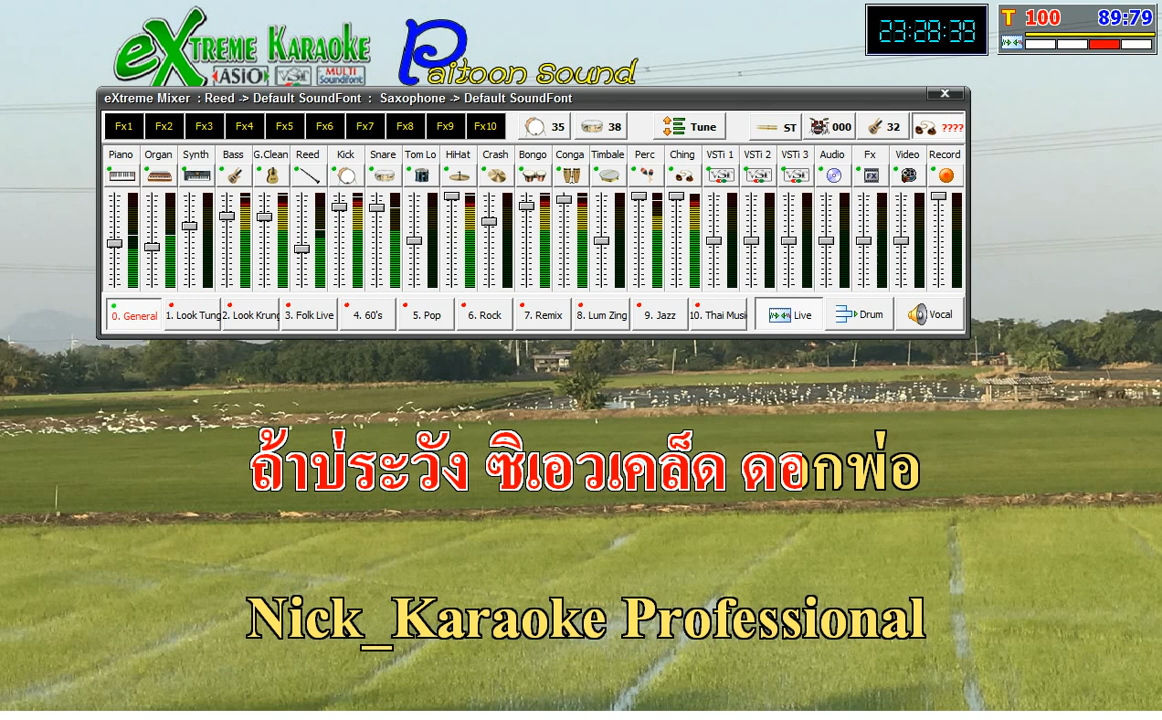 eXtreme Karaoke
ASIO VSTi MULTI Soundfont
Paitoon Sound
23:28:39
T 100 89:79
eXtreme Mixer : Reed -> Default SoundFont : Saxophone -> Default SoundFont X
Fx1 Fx2 Fx3 Fx4 Fx5 Fx6 Fx7 Fx8 Fx9 Fx10 35 38 Tune ST 000 32 ????
Piano Organ Synth Bass G.Clean Reed Kick Snare Tom Lo HiHat Crash Bongo Conga Timbale Perc Ching VSTi 1 VSTi 2 VSTi 3 Audio Fx Video Record
0. General 1. Look Tung 2. Look Krung 3. Folk Live 4. 60's 5. Pop 6. Rock 7. Remix 8. Lum Zing 9. Jazz 10. Thai Musi Live Drum Vocal
ถ้าบ่ระวัง ซิเอวเคล็ด ดอกพ่อ
Nick_Karaoke Professional